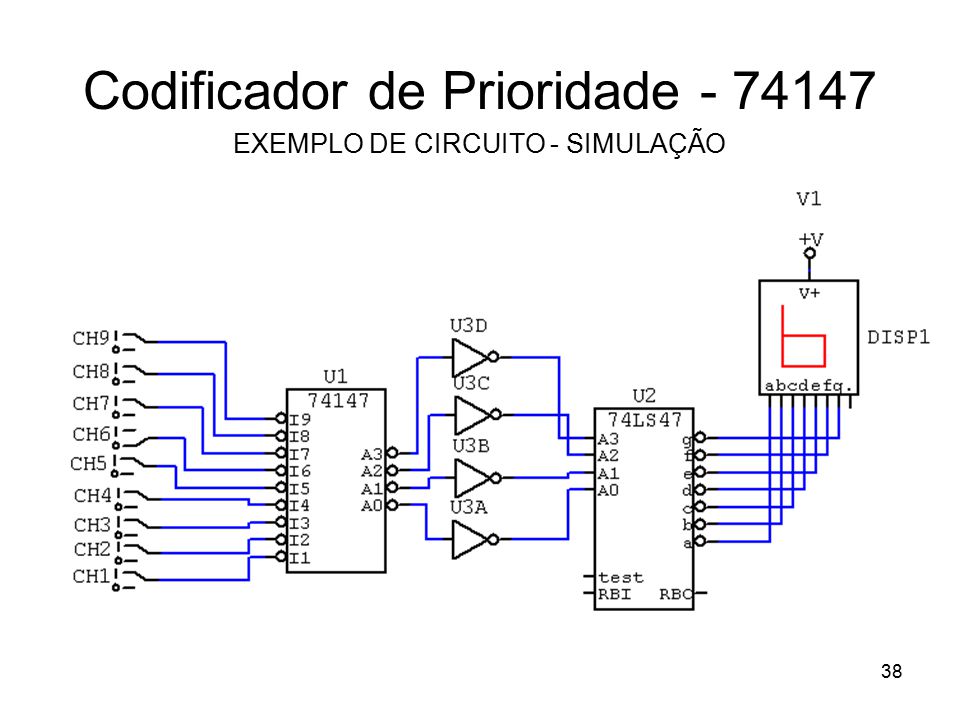 Codificador de Prioridade - 74147
EXEMPLO DE CIRCUITO - SIMULAÇÃO
V1
+V
V+
DISP1
abcdefg.
CH9
CH8
CH7
CH6
CH5
CH4
CH3
CH2
CH1
U1
74147
I9
I8
I7
I6
I5
I4
I3
I2
I1
A3
A2
A1
A0
U3D
U3C
U3B
U3A
U2
74LS47
A3
A2
A1
A0
g
f
e
d
c
b
a
test
RBI
RBO
38